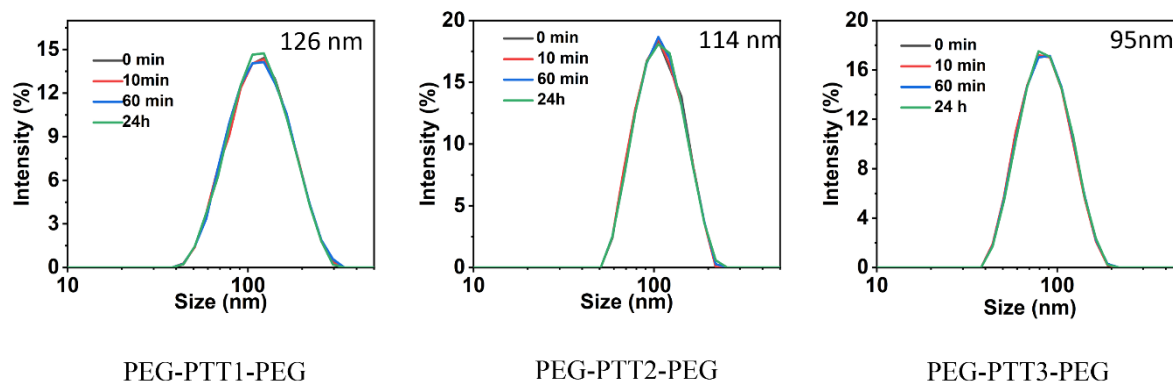 126 nm
0 min
10min
60 min
24h
Intensity (%)
15
12
9
6
3
0
10
100
Size (nm)
PEG-PTT1-PEG
114 nm
0 min
10 min
60 min
24h
Intensity (%)
20
15
10
5
0
10
100
Size (nm)
PEG-PTT2-PEG
95nm
0 min
10 min
60 min
24 h
Intensity (%)
20
16
12
8
4
0
10
100
Size (nm)
PEG-PTT3-PEG